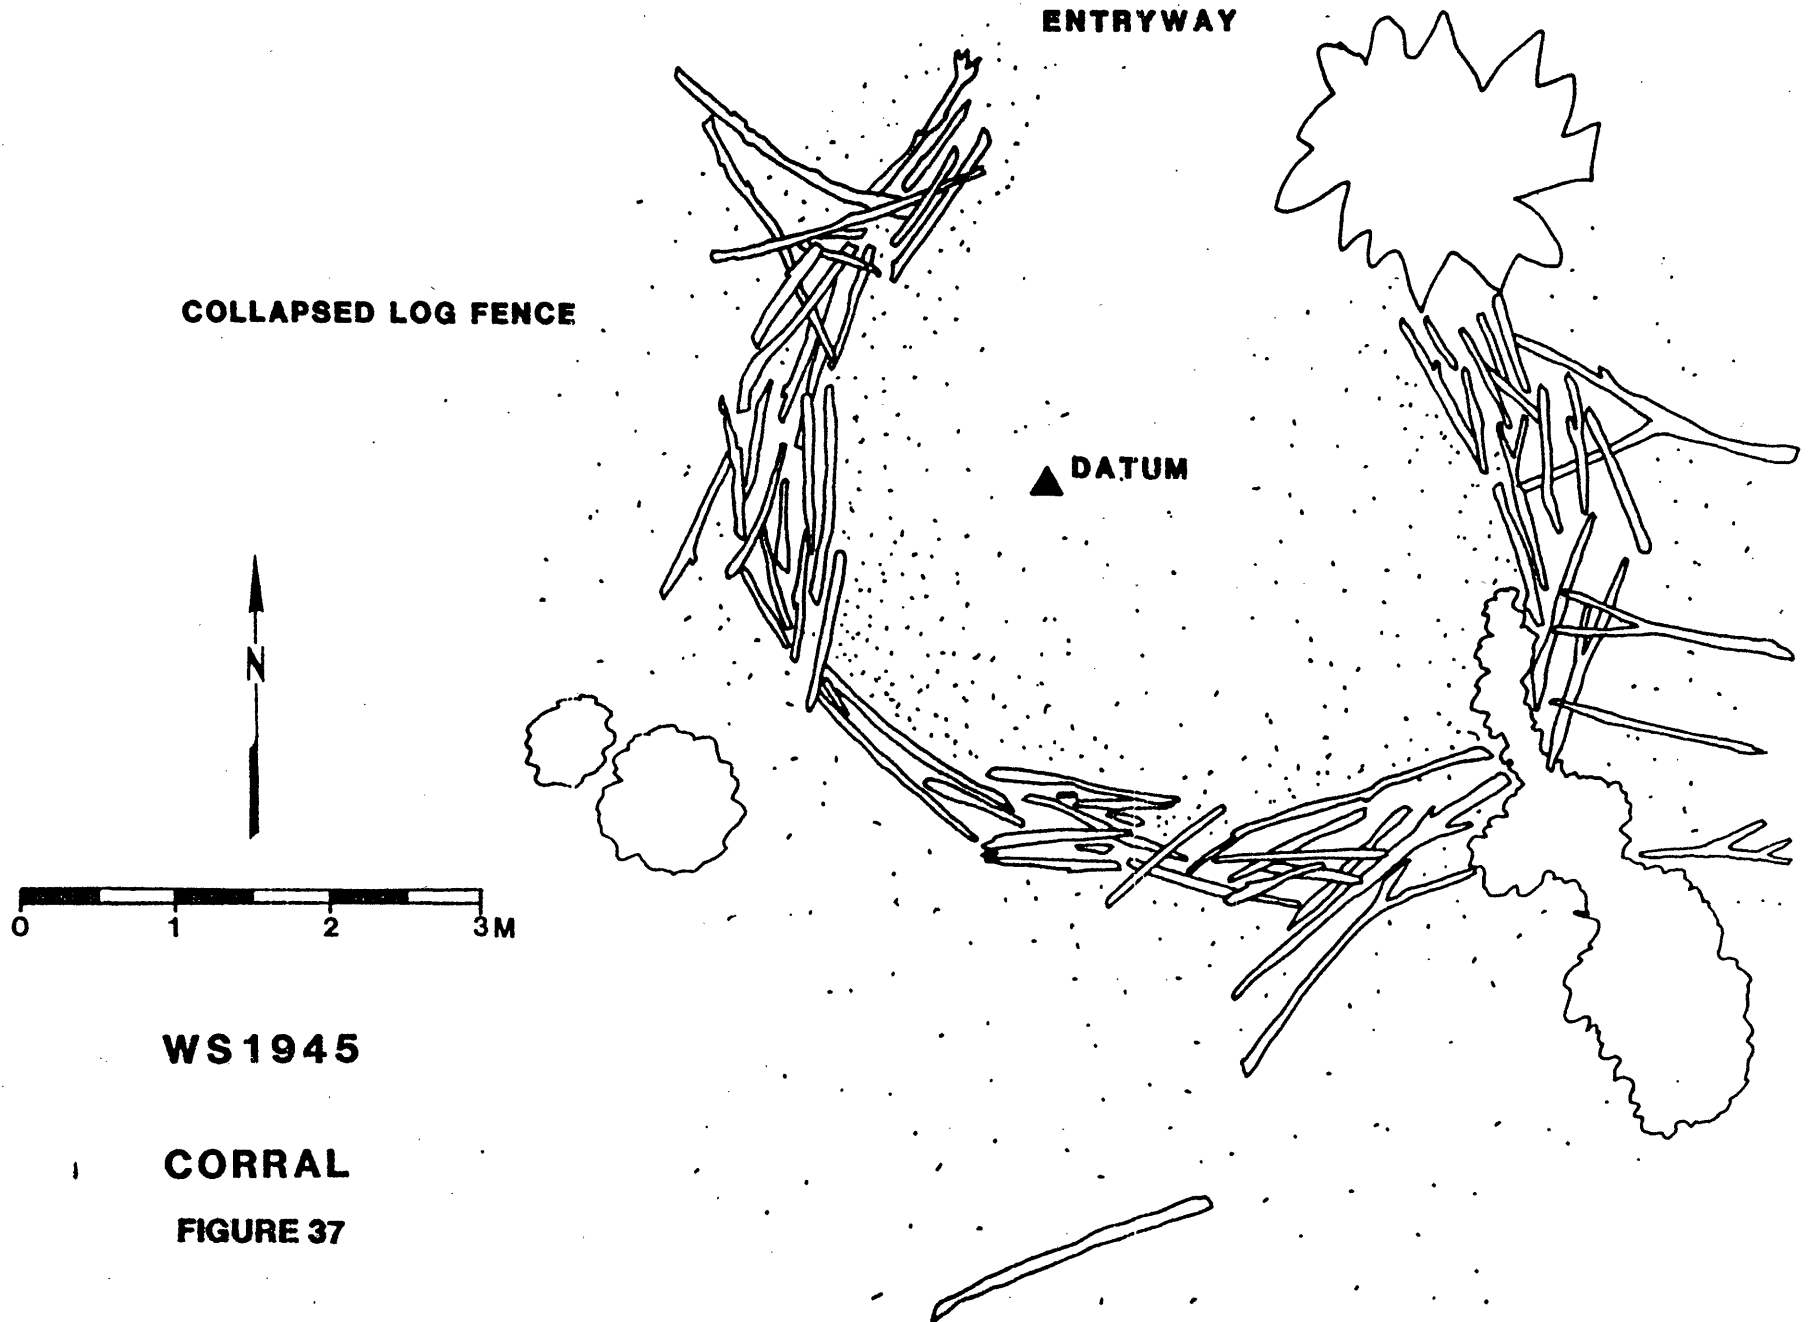 ENTRYWAY
COLLAPSED LOG FENCE
DATUM
N
0 1 2 3M
WS1945
CORRAL
FIGURE 37